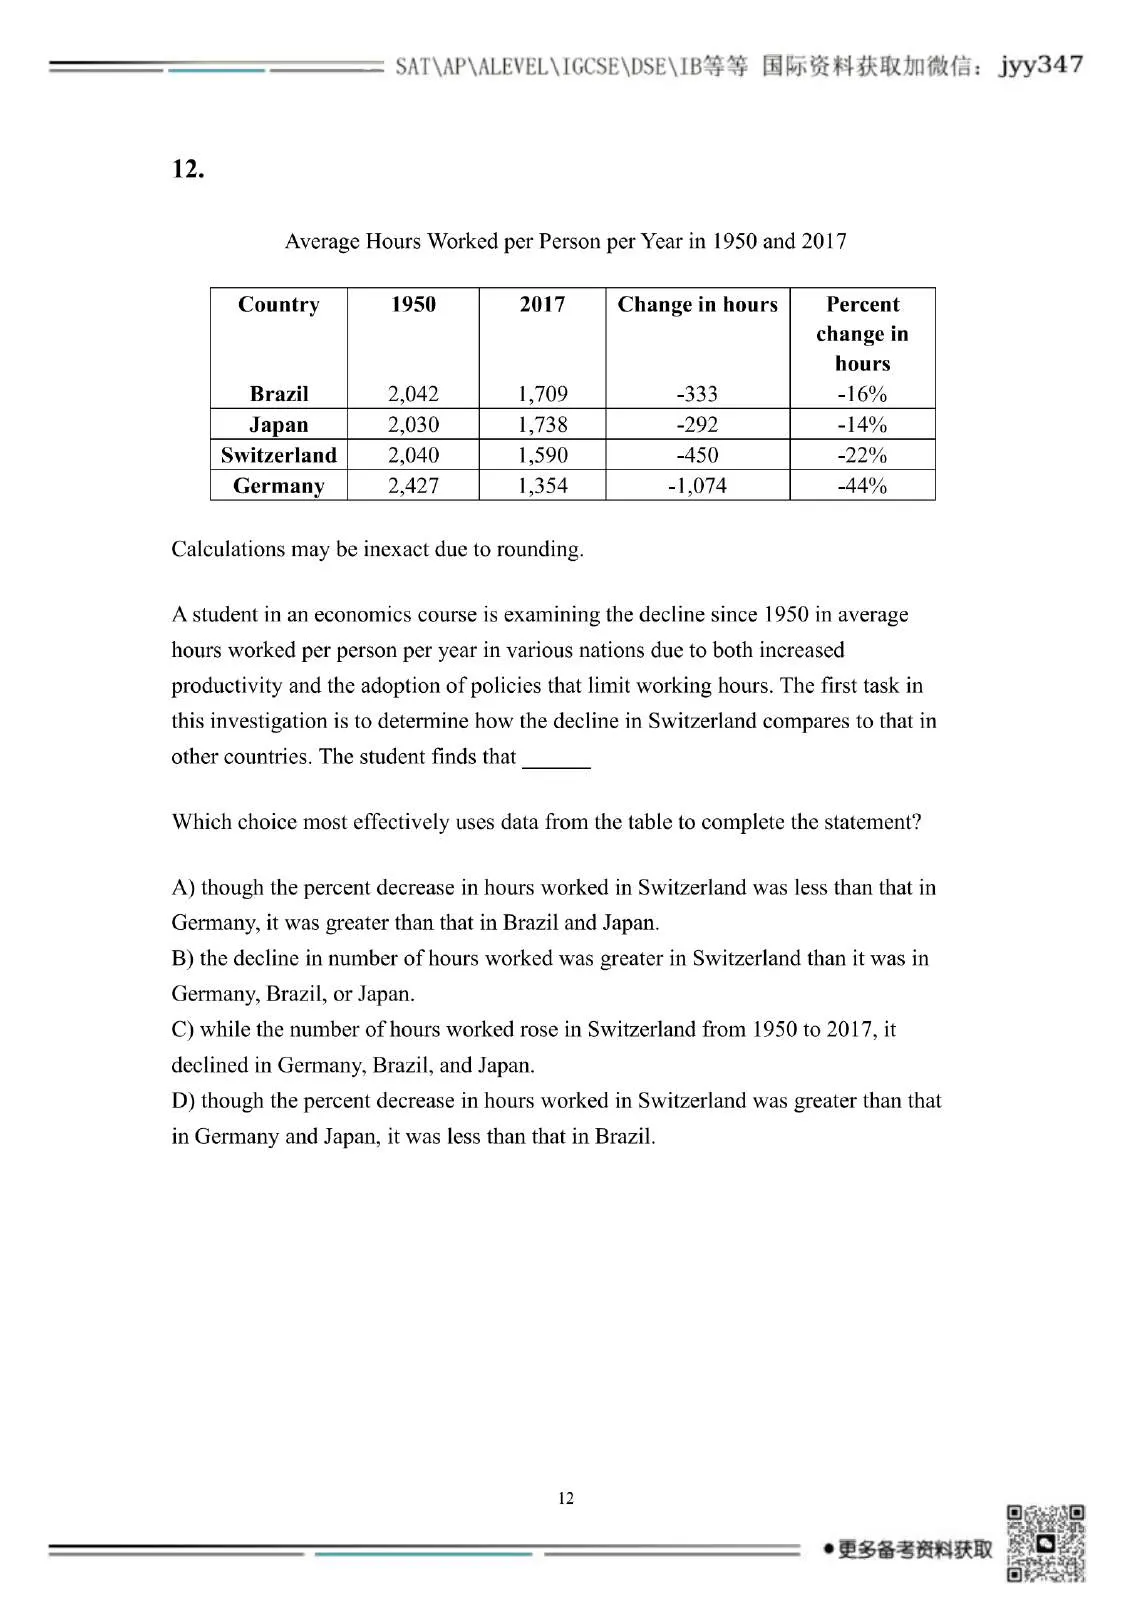 SAT\AP\ALEVEL\IGCSE\DSE\IB等等 国际资料获取加微信： jyy347
12.
Average Hours Worked per Person per Year in 1950 and 2017
Country 1950 2017 Change in hours Percent change in hours
Brazil 2,042 1,709 -333 -16%
Japan 2,030 1,738 -292 -14%
Switzerland 2,040 1,590 -450 -22%
Germany 2,427 1,354 -1,074 -44%
Calculations may be inexact due to rounding.
A student in an economics course is examining the decline since 1950 in average
hours worked per person per year in various nations due to both increased
productivity and the adoption of policies that limit working hours. The first task in
this investigation is to determine how the decline in Switzerland compares to that in
other countries. The student finds that ______
Which choice most effectively uses data from the table to complete the statement?
A) though the percent decrease in hours worked in Switzerland was less than that in
Germany, it was greater than that in Brazil and Japan.
B) the decline in number of hours worked was greater in Switzerland than it was in
Germany, Brazil, or Japan.
C) while the number of hours worked rose in Switzerland from 1950 to 2017, it
declined in Germany, Brazil, and Japan.
D) though the percent decrease in hours worked in Switzerland was greater than that
in Germany and Japan, it was less than that in Brazil.
12
●更多备考资料获取